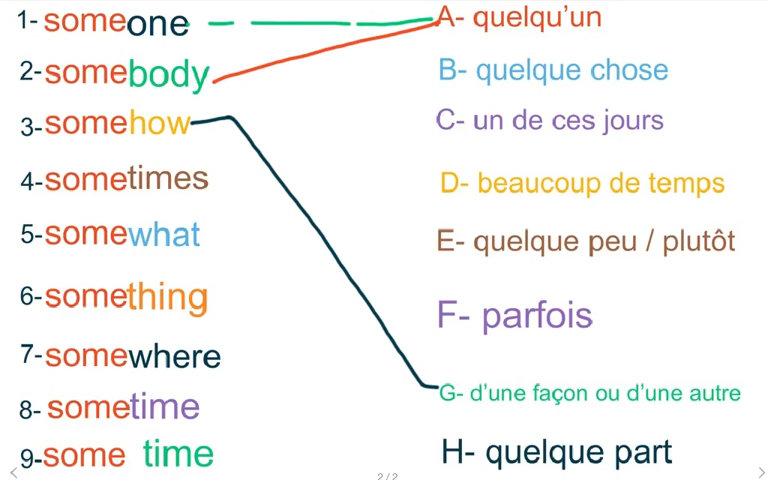 1- someone
A- quelqu’un
2-somebody
B- quelque chose
3-somehow
C- un de ces jours
4-sometimes
D- beaucoup de temps
5-somewhat
E- quelque peu / plutôt
6-something
F- parfois
7-somewhere
G- d’une façon ou d’une autre
8- sometime
H- quelque part
9-some time
2/2